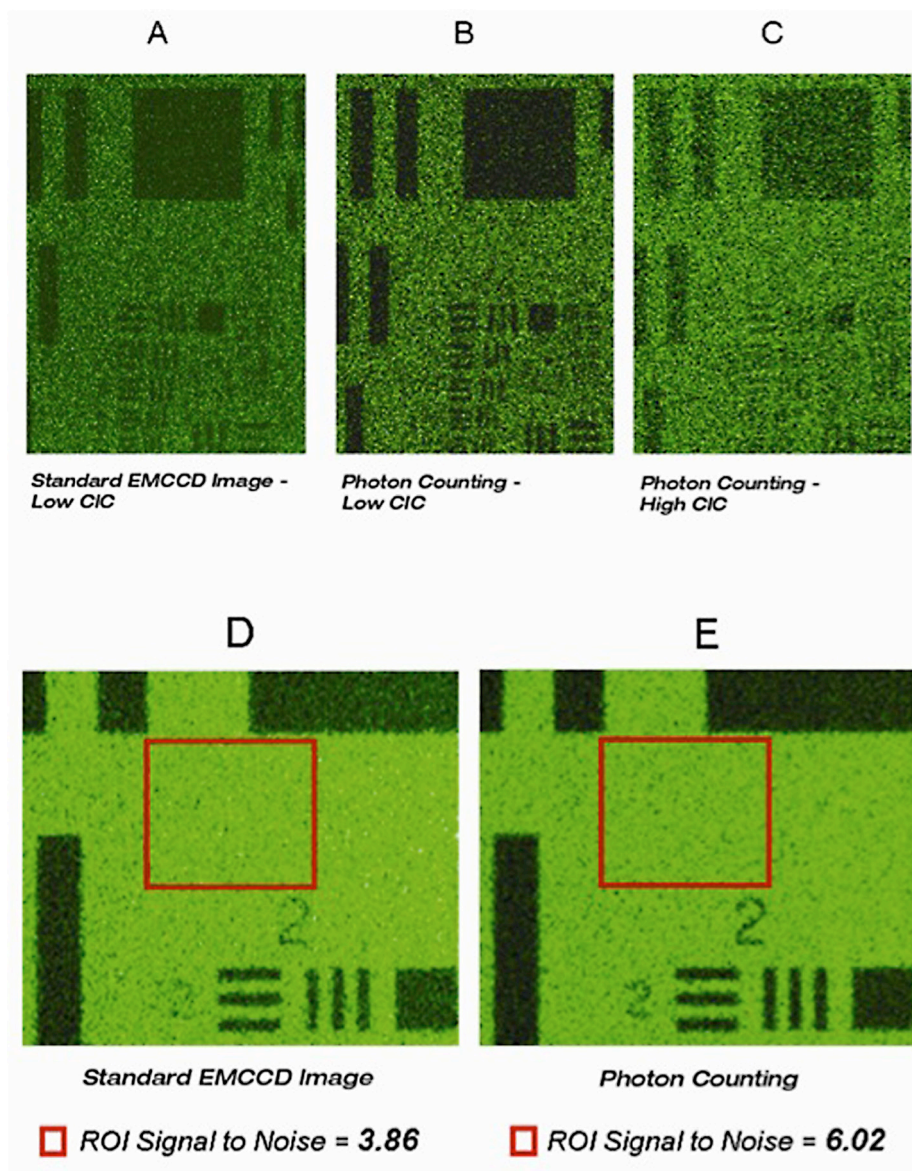 A
B
C
Standard EMCCD Image -
Low CIC
Photon Counting -
Low CIC
Photon Counting -
High CIC
D
E
2
2
2
2
Standard EMCCD Image
Photon Counting
ROI Signal to Noise = 3.86
ROI Signal to Noise = 6.02